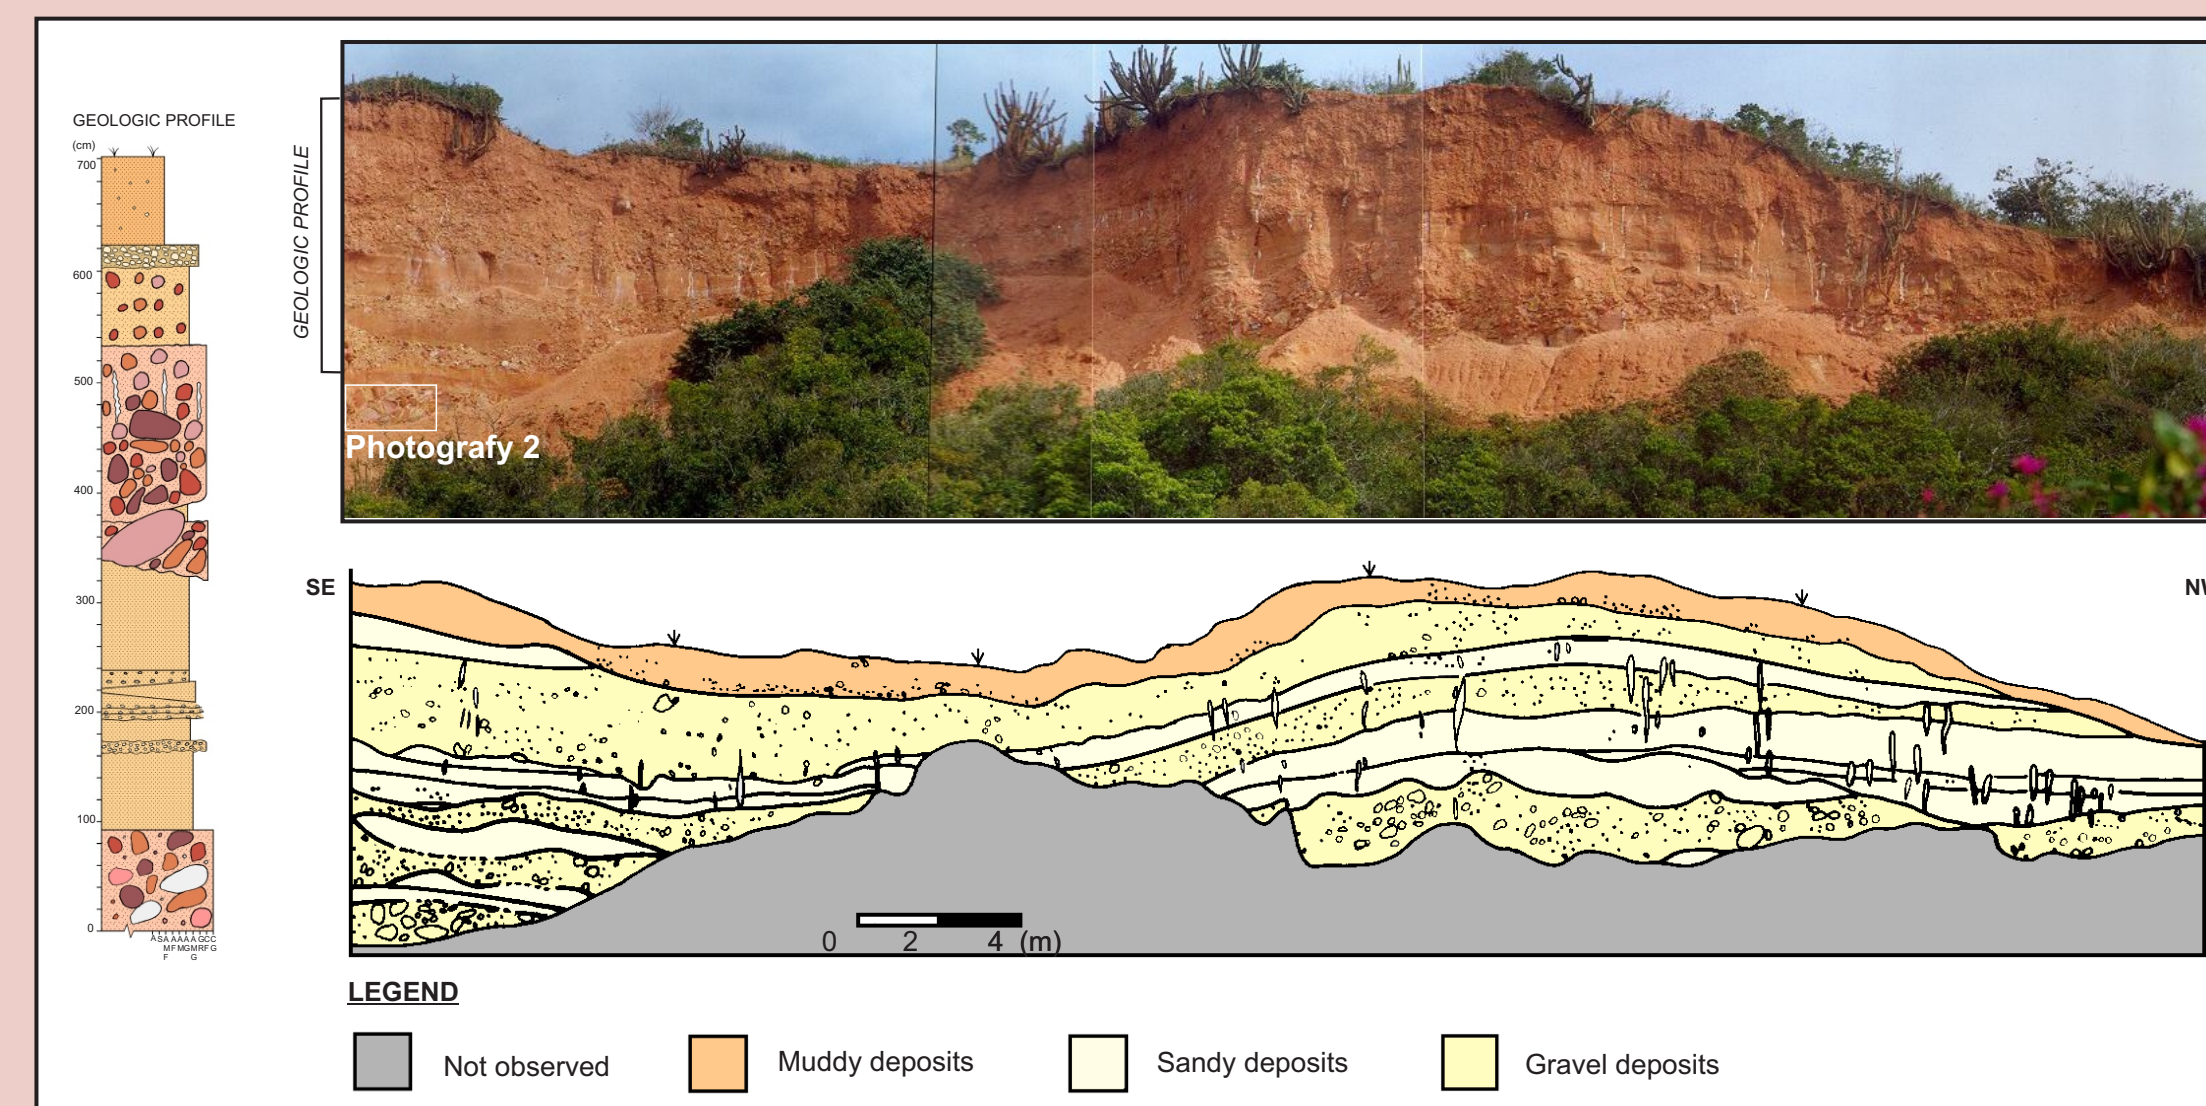 GEOLOGIC PROFILE
(cm)
700
600
500
400
300
200
100
0
GEOLOGIC PROFILE
Photografy 2
SE
0 2 4 (m)
LEGEND
Not observed
Muddy deposits
Sandy deposits
Gravel deposits